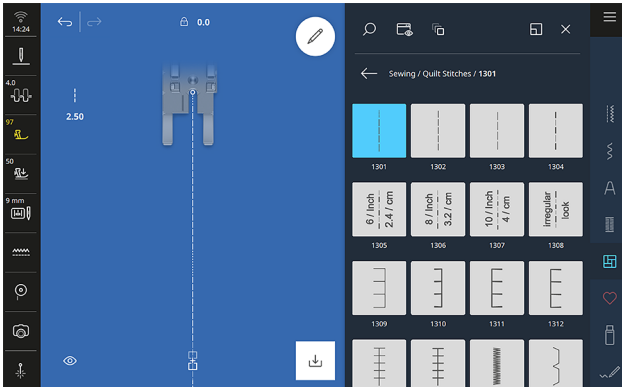 14:24
0.0
4.0
97
2.50
50
9 mm
Sewing / Quilt Stitches / 1301
1301
1302
1303
1304
6 / Inch
2.4 / cm
8 / Inch
3.2 / cm
10 / Inch
4 / cm
irregular
look
1305
1306
1307
1308
1309
1310
1311
1312
A